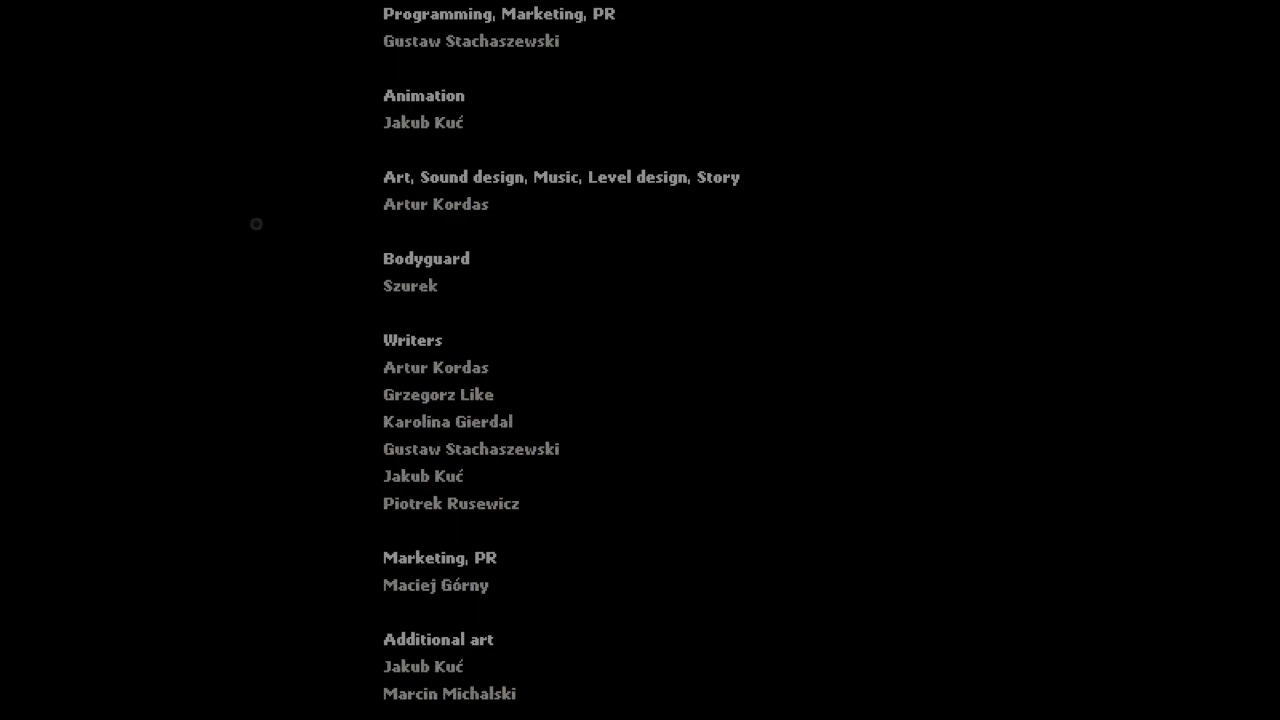 Programming, Marketing, PR
Gustaw Stachaszewski
Animation
Jakub Kuć
Art, Sound design, Music, Level design, Story
Artur Kordas
Bodyguard
Szurek
Writers
Artur Kordas
Grzegorz Like
Karolina Gierdal
Gustaw Stachaszewski
Jakub Kuć
Piotrek Rusewicz
Marketing, PR
Maciej Górny
Additional art
Jakub Kuć
Marcin Michalski